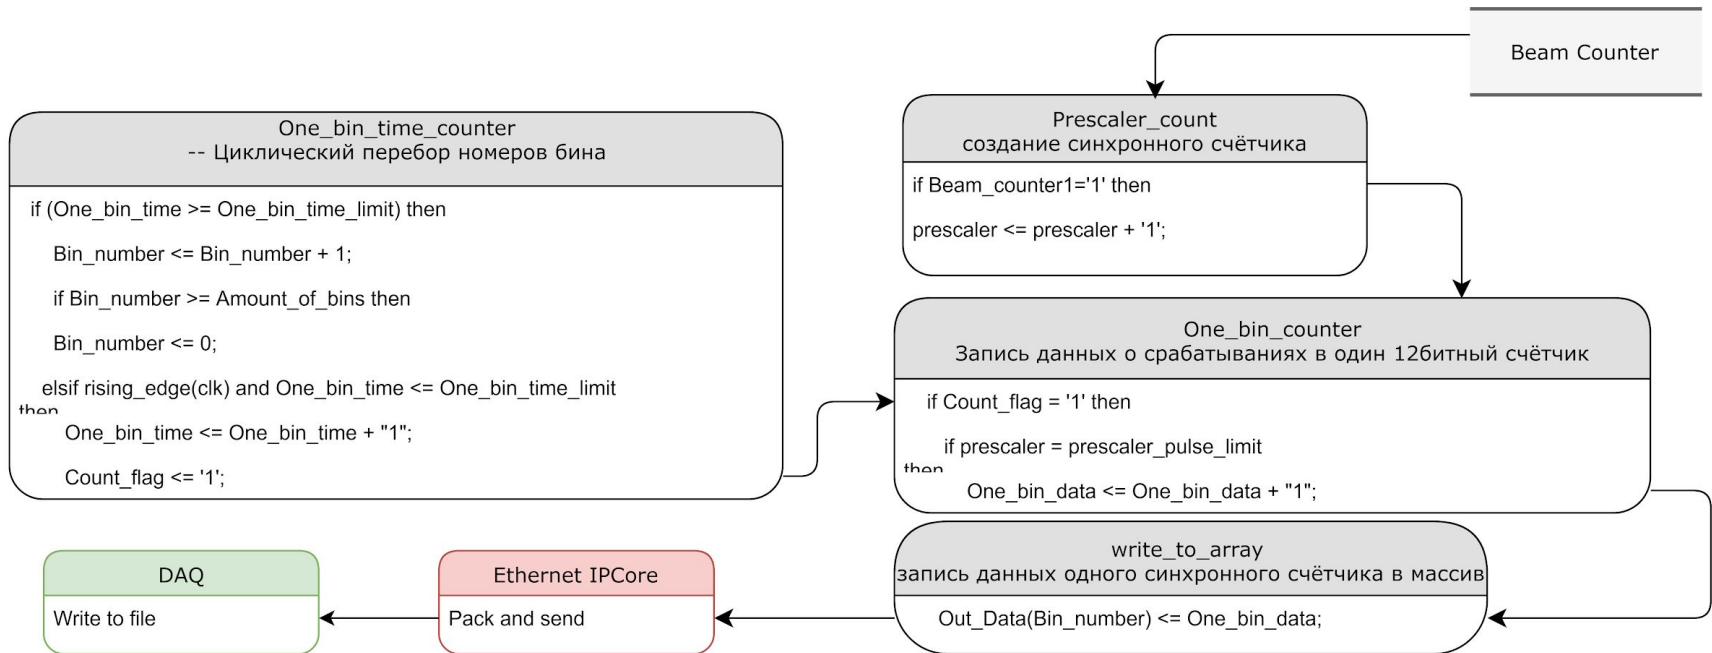 Beam Counter
Prescaler_count
создание синхронного счётчика
if Beam_counter1='1' then
prescaler <= prescaler + '1';
One_bin_time_counter
-- Циклический перебор номеров бина
if (One_bin_time >= One_bin_time_limit) then
Bin_number <= Bin_number + 1;
if Bin_number >= Amount_of_bins then
Bin_number <= 0;
elsif rising_edge(clk) and One_bin_time <= One_bin_time_limit
then
One_bin_time <= One_bin_time + "1";
Count_flag <= '1';
One_bin_counter
Запись данных о срабатываниях в один 12битный счётчик
if Count_flag = '1' then
if prescaler = prescaler_pulse_limit
then
One_bin_data <= One_bin_data + "1";
write_to_array
запись данных одного синхронного счётчика в массив
Out_Data(Bin_number) <= One_bin_data;
Ethernet IPCore
Pack and send
DAQ
Write to file